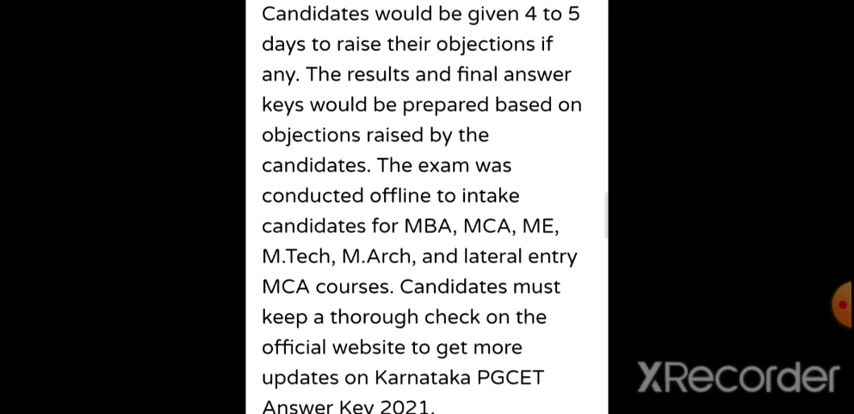 Candidates would be given 4 to 5
days to raise their objections if
any. The results and final answer
keys would be prepared based on
objections raised by the
candidates. The exam was
conducted offline to intake
candidates for MBA, MCA, ME,
M.Tech, M.Arch, and lateral entry
MCA courses. Candidates must
keep a thorough check on the
official website to get more
updates on Karnataka PGCET
Answer Key 2021.
XRecorder